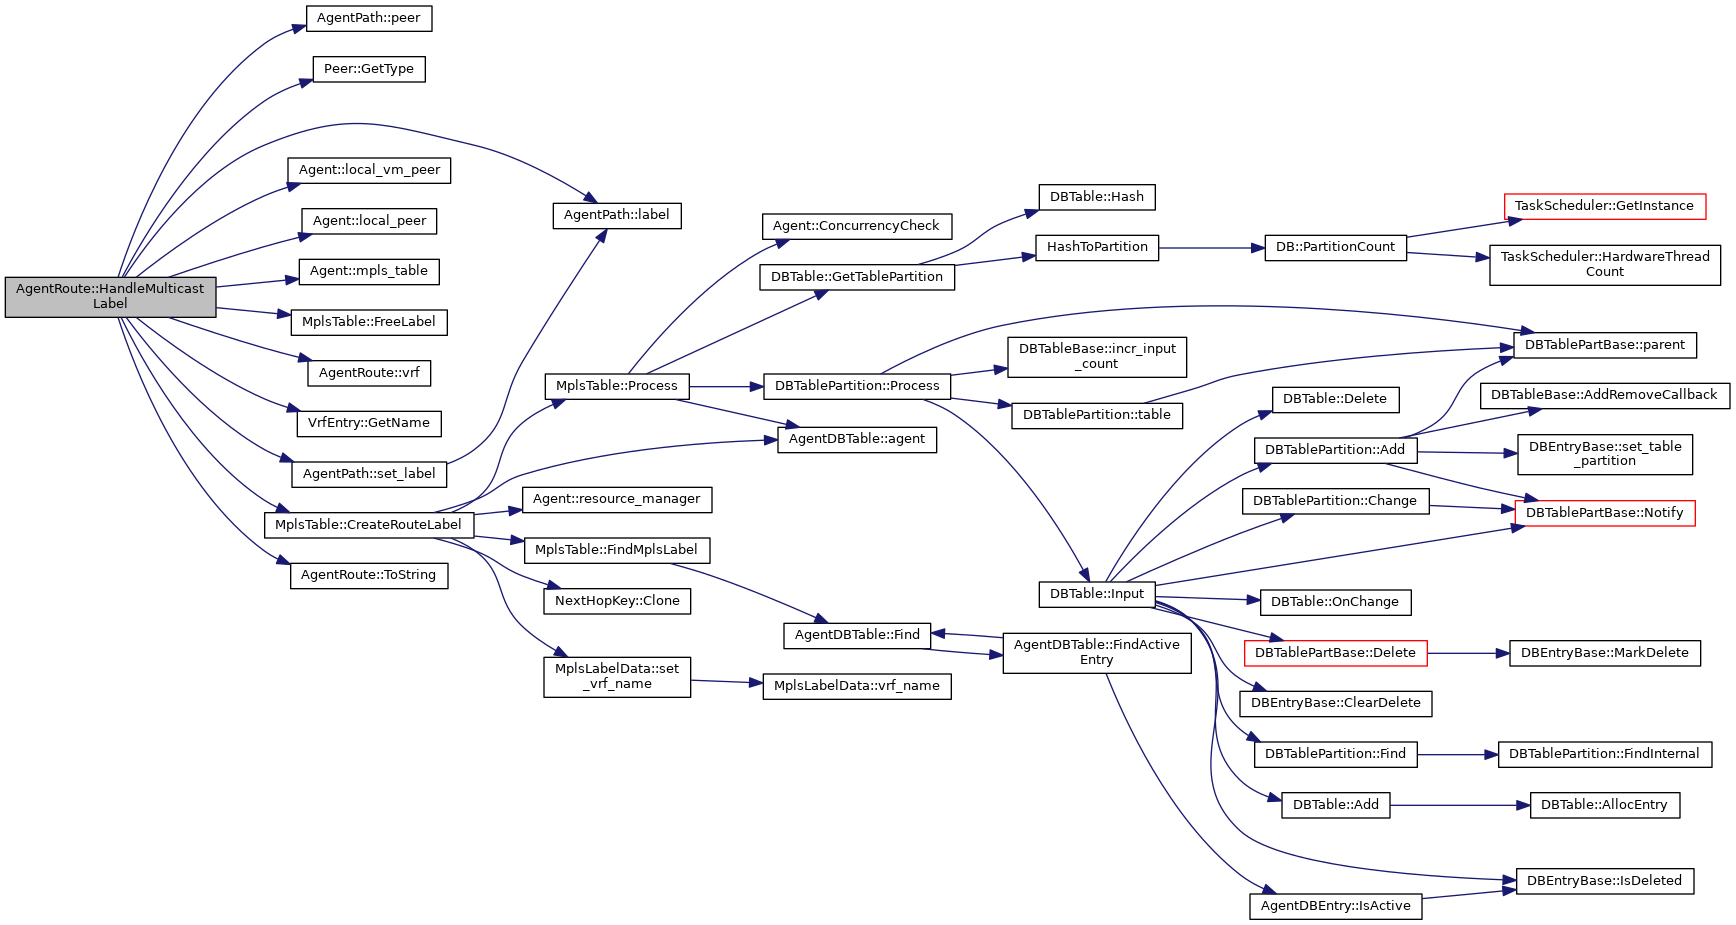 AgentRoute::HandleMulticast
Label
AgentPath::peer
Peer::GetType
Agent::local_vm_peer
Agent::local_peer
Agent::mpls_table
MplsTable::FreeLabel
AgentRoute::vrf
VrfEntry::GetName
AgentPath::set_label
MplsTable::CreateRouteLabel
AgentRoute::ToString
AgentPath::label
MplsTable::Process
Agent::resource_manager
MplsTable::FindMplsLabel
NextHopKey::Clone
MplsLabelData::set
_vrf_name
Agent::ConcurrencyCheck
DBTable::GetTablePartition
DBTablePartition::Process
AgentDBTable::agent
AgentDBTable::Find
MplsLabelData::vrf_name
DBTable::Hash
HashToPartition
DBTableBase::incr_input
_count
DBTablePartition::table
DBTable::Input
AgentDBTable::FindActive
Entry
DB::PartitionCount
DBTable::Delete
DBTablePartition::Add
DBTablePartition::Change
DBTable::OnChange
DBTablePartBase::Delete
DBEntryBase::ClearDelete
DBTablePartition::Find
DBTable::Add
AgentDBEntry::IsActive
TaskScheduler::GetInstance
TaskScheduler::HardwareThread
Count
DBTablePartBase::parent
DBTableBase::AddRemoveCallback
DBEntryBase::set_table
_partition
DBTablePartBase::Notify
DBEntryBase::MarkDelete
DBTablePartition::FindInternal
DBTable::AllocEntry
DBEntryBase::IsDeleted